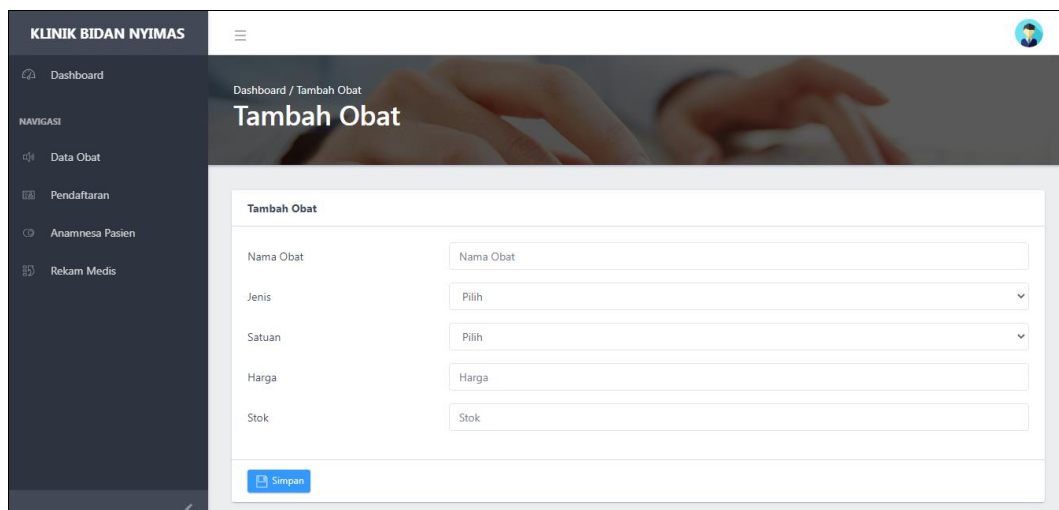 KLINIK BIDAN NYIMAS
Dashboard
NAVIGASI
Data Obat
Pendaftaran
Anamnesa Pasien
Rekam Medis
Dashboard / Tambah Obat
Tambah Obat
Tambah Obat
Nama Obat Nama Obat
Jenis Pilih
Satuan Pilih
Harga Harga
Stok Stok
Simpan